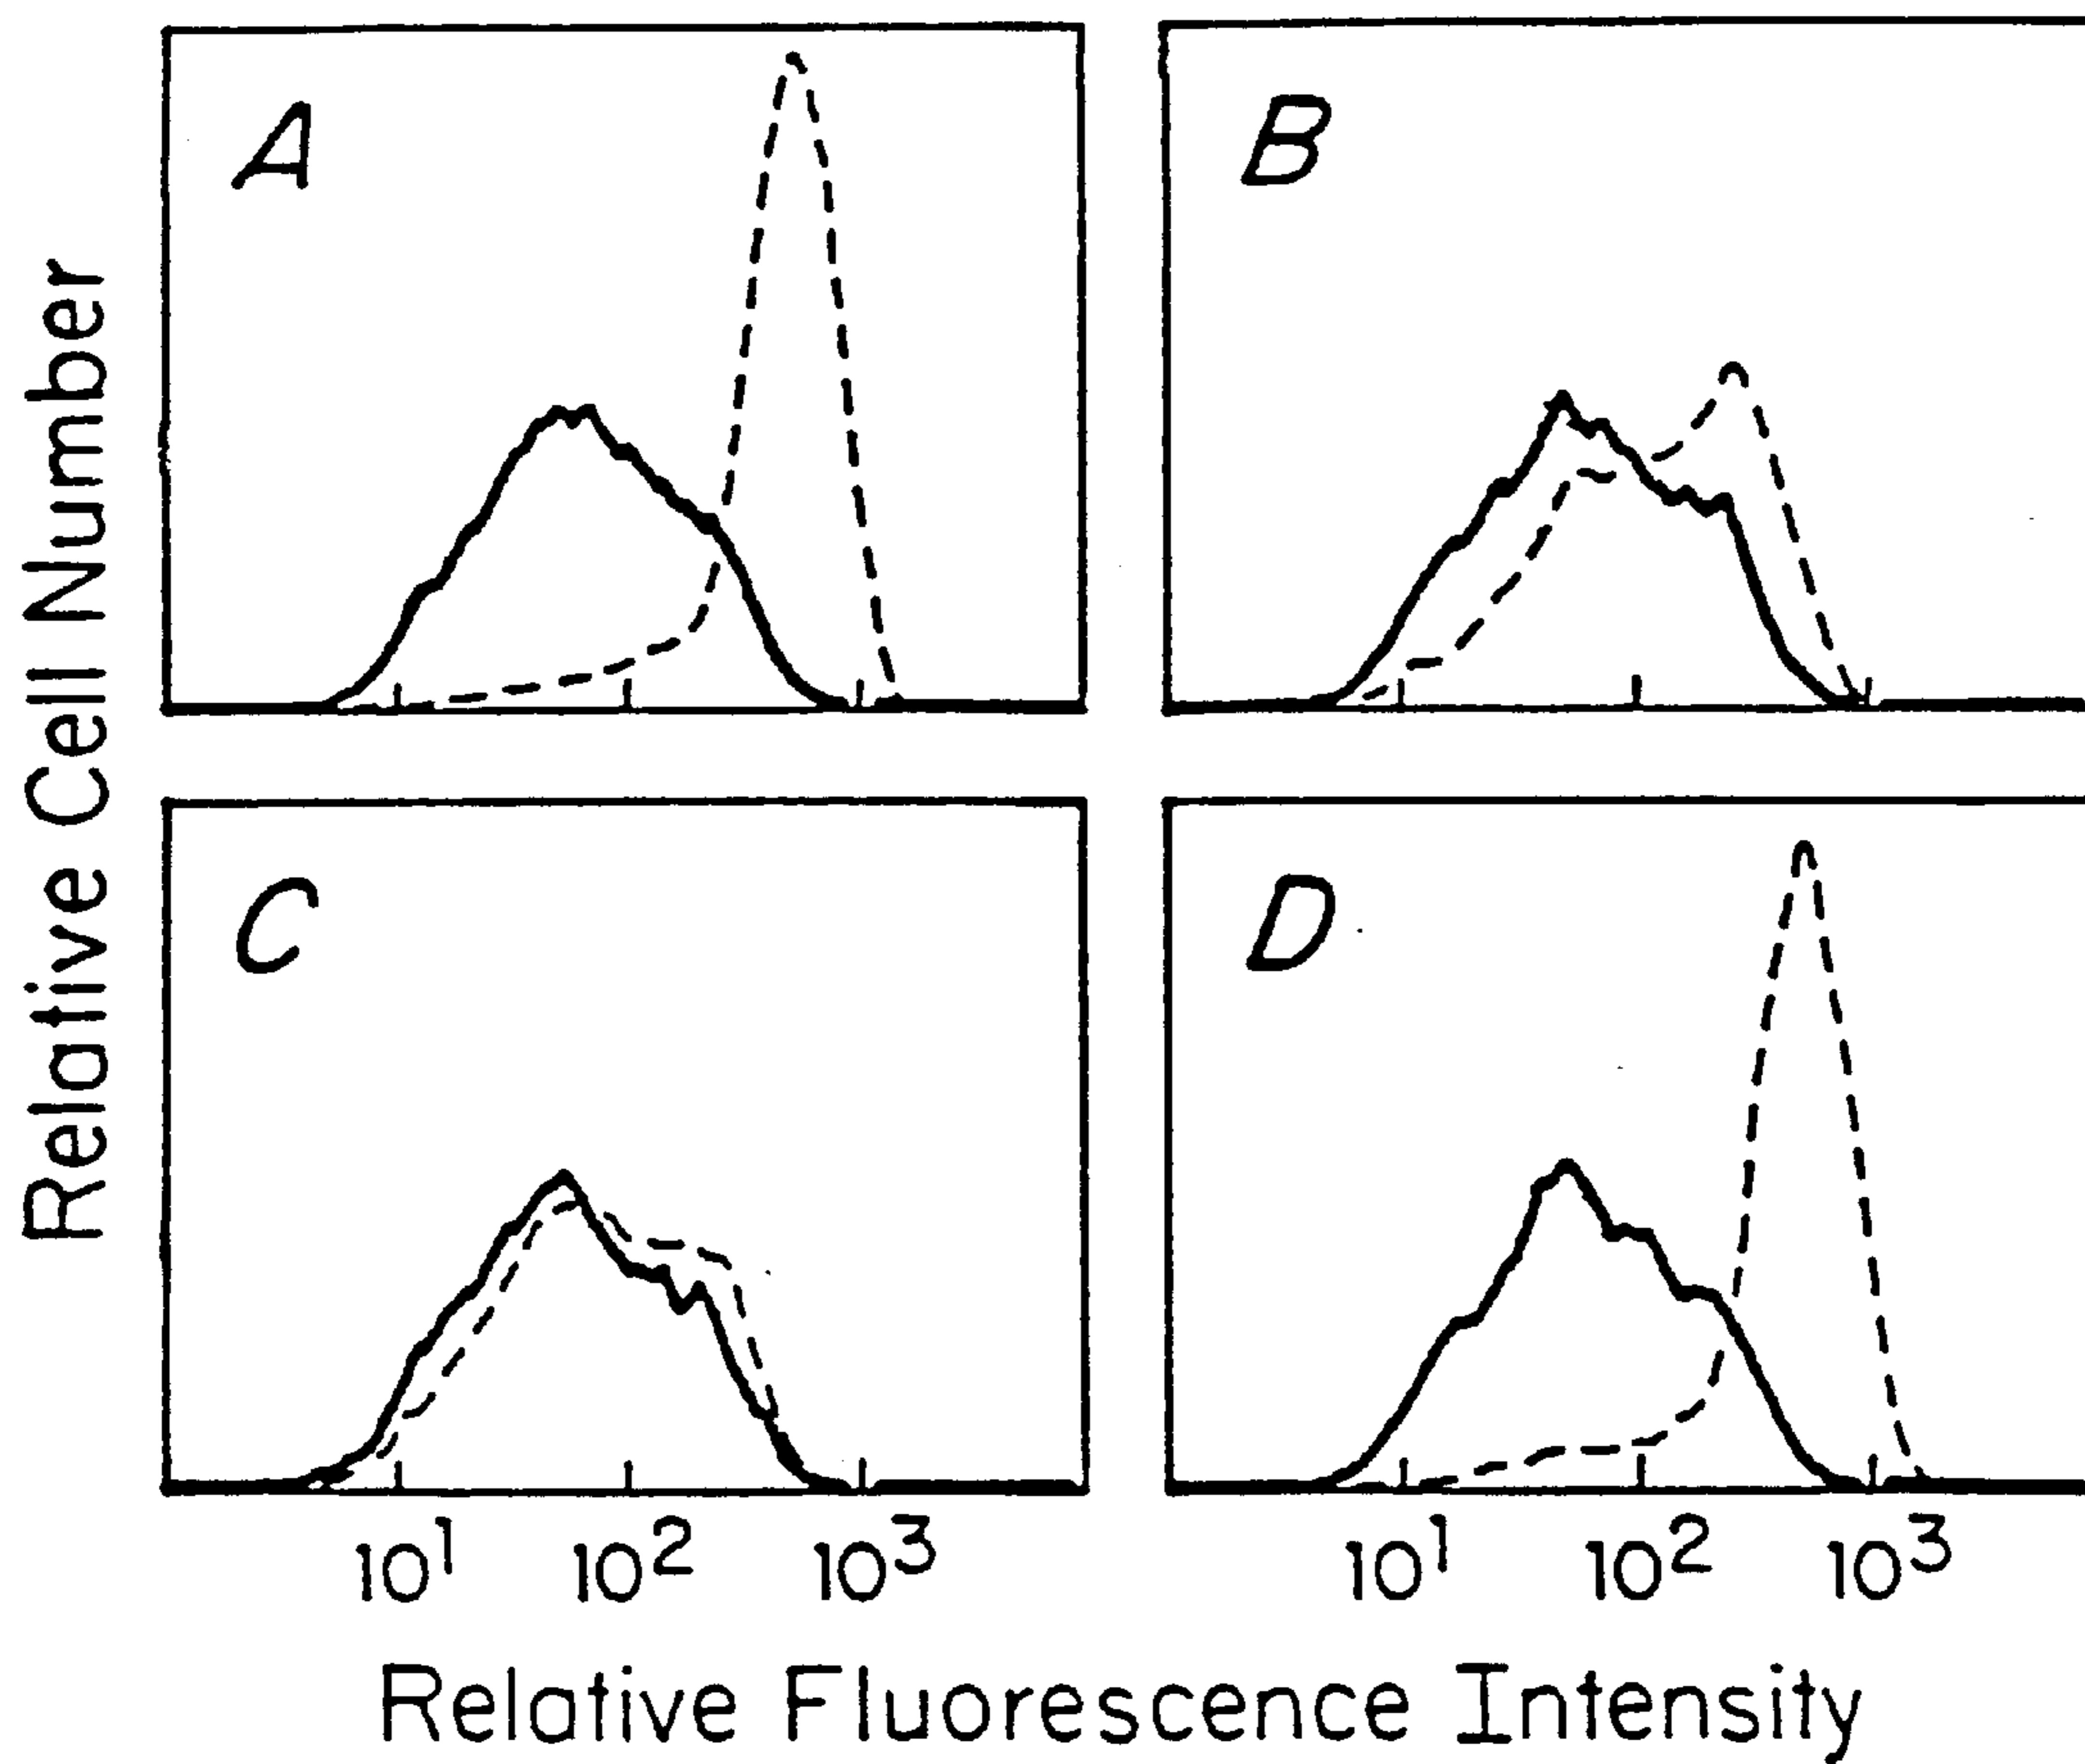 A
B
Relative Cell Number
C
D
10¹ 10² 10³ 10¹ 10² 10³
Relative Fluorescence Intensity